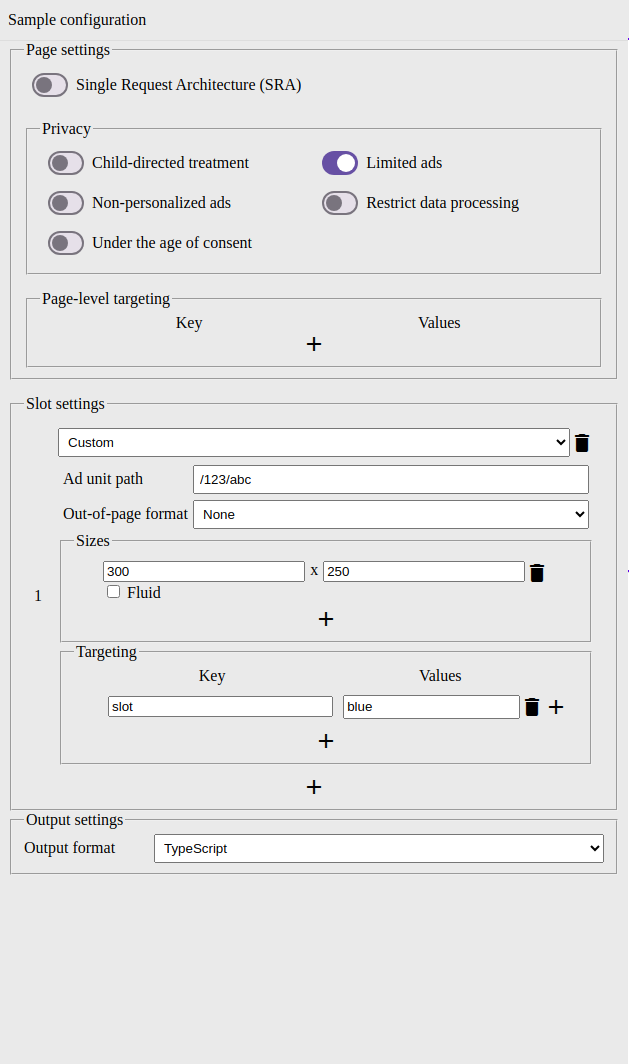 Sample configuration
Page settings
Single Request Architecture (SRA)
Privacy
Child-directed treatment
Limited ads
Non-personalized ads
Restrict data processing
Under the age of consent
Page-level targeting
Key Values
+
Slot settings
Custom
Ad unit path /123/abc
Out-of-page format None
Sizes
300 x 250
Fluid
+
1
Targeting
Key Values
slot blue +
+
+
Output settings
Output format TypeScript